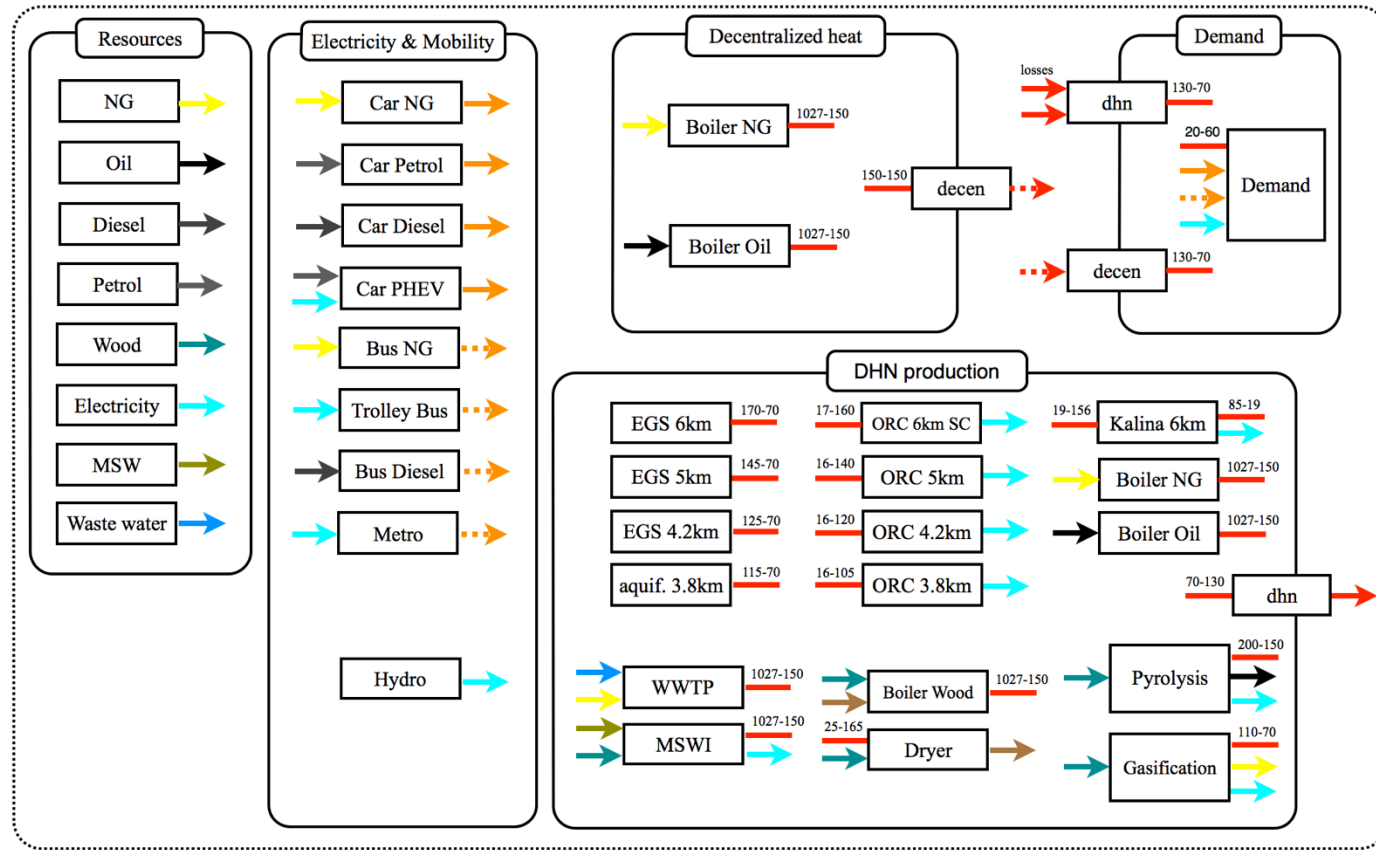 Resources
NG
Oil
Diesel
Petrol
Wood
Electricity
MSW
Waste water
Electricity & Mobility
Car NG
Car Petrol
Car Diesel
Car PHEV
Bus NG
Trolley Bus
Bus Diesel
Metro
Hydro
Decentralized heat
Boiler NG
1027-150
Boiler Oil
1027-150
150-150
decen
Demand
losses
dhn
130-70
20-60
Demand
decen
130-70
DHN production
EGS 6km
170-70
17-160
ORC 6km SC
19-156
Kalina 6km
85-19
EGS 5km
145-70
16-140
ORC 5km
Boiler NG
1027-150
EGS 4.2km
125-70
16-120
ORC 4.2km
Boiler Oil
1027-150
aquif. 3.8km
115-70
16-105
ORC 3.8km
70-130
dhn
WWTP
1027-150
Boiler Wood
1027-150
Pyrolysis
200-150
MSWI
1027-150
25-165
Dryer
Gasification
110-70